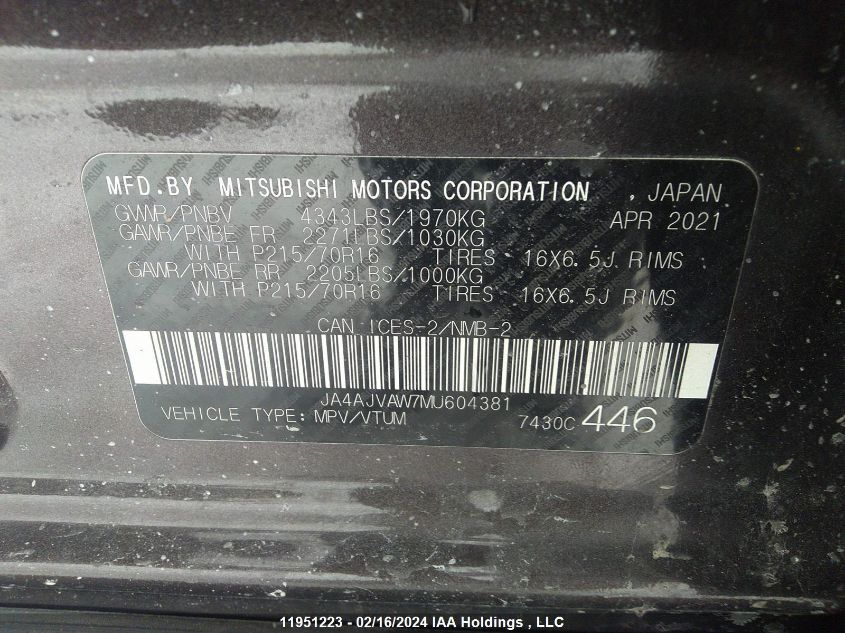 MFD.BY MITSUBISHI MOTORS CORPORATION , JAPAN
GVWR/PNBV 4343LBS/1970KG APR 2021
GAWR/PNBE FR 2271LBS/1030KG
WITH P215/70R16 TIRES 16X6.5J RIMS
GAWR/PNBE RR 2205LBS/1000KG
WITH P215/70R16 TIRES 16X6.5J RIMS
CAN ICES-2/NMB-2
JA4AJVAW7MU604381
VEHICLE TYPE: MPV/VTUM 7430C 446
11951223 - 02/16/2024 IAA Holdings , LLC